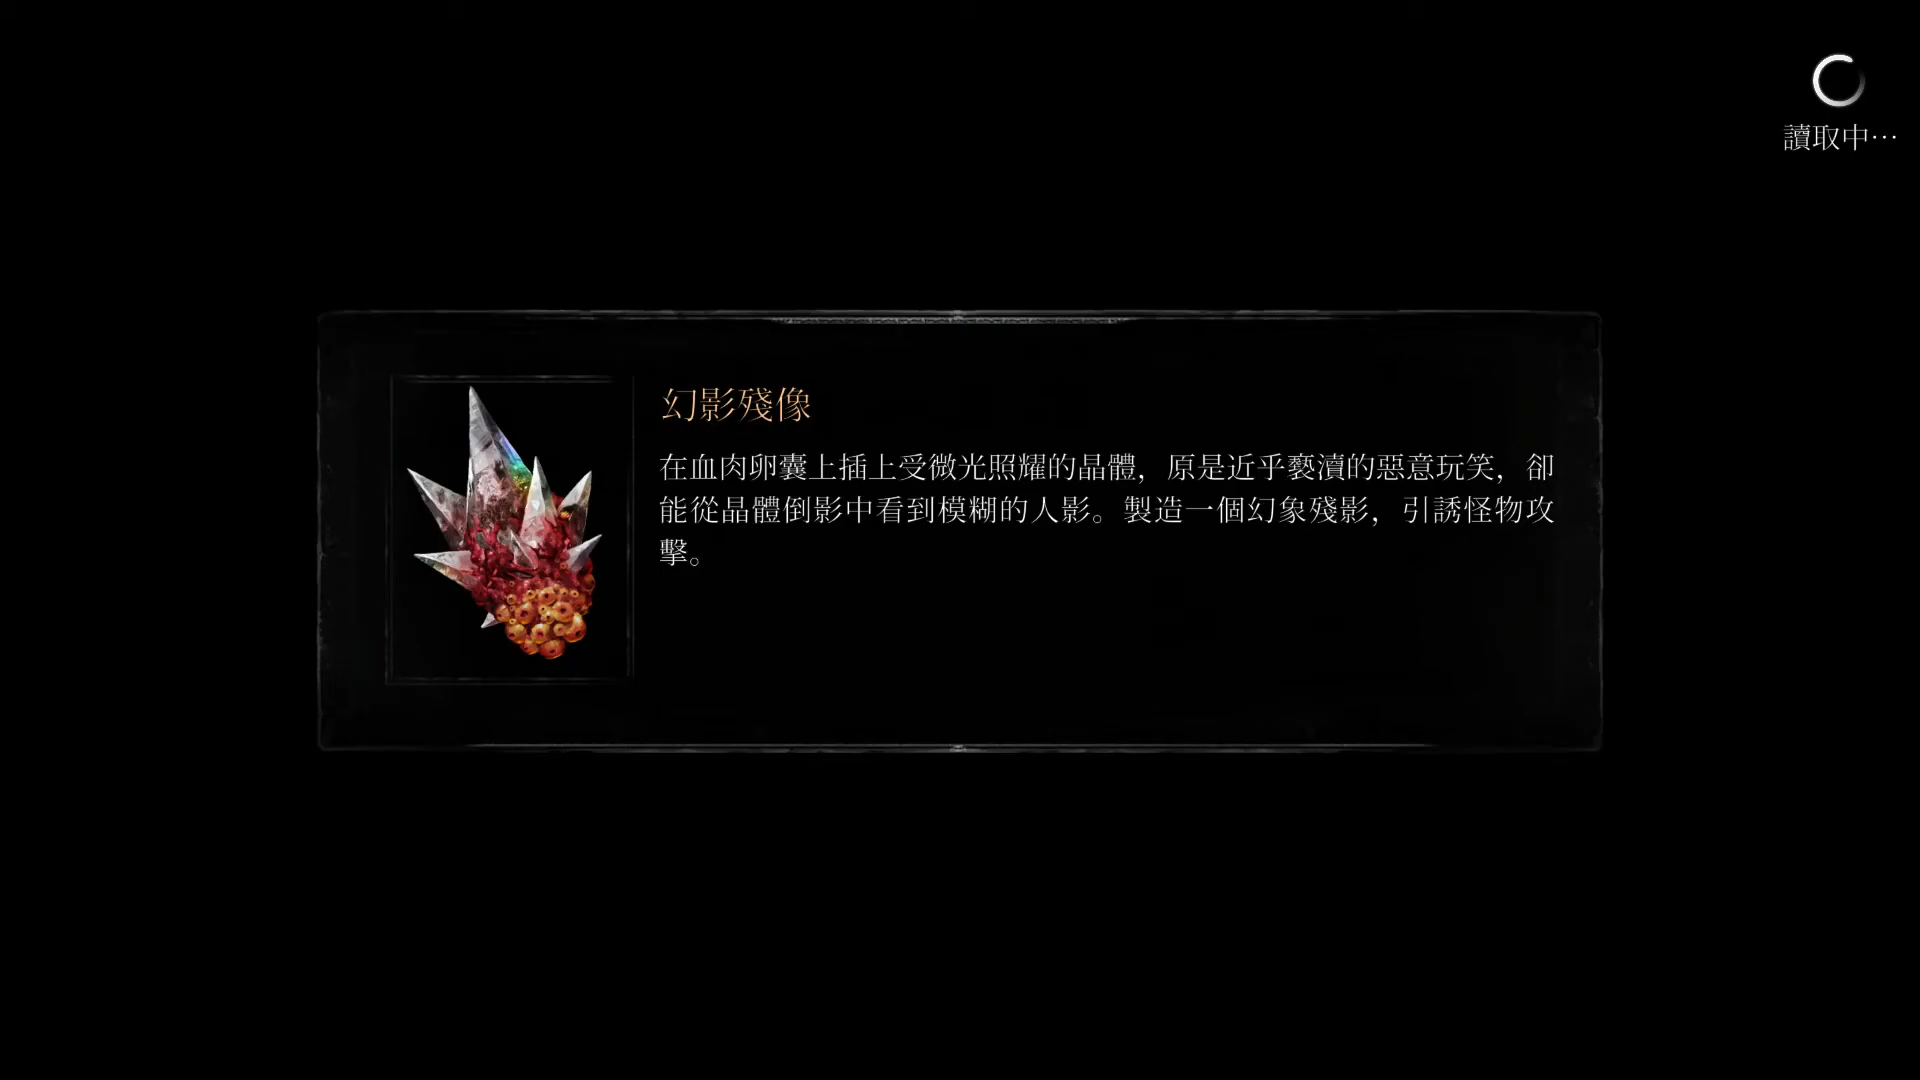 讀取中…
幻影殘像
在血肉卵囊上插上受微光照耀的晶體，原是近乎褻瀆的惡意玩笑，卻
能從晶體倒影中看到模糊的人影。製造一個幻象殘影，引誘怪物攻
擊。